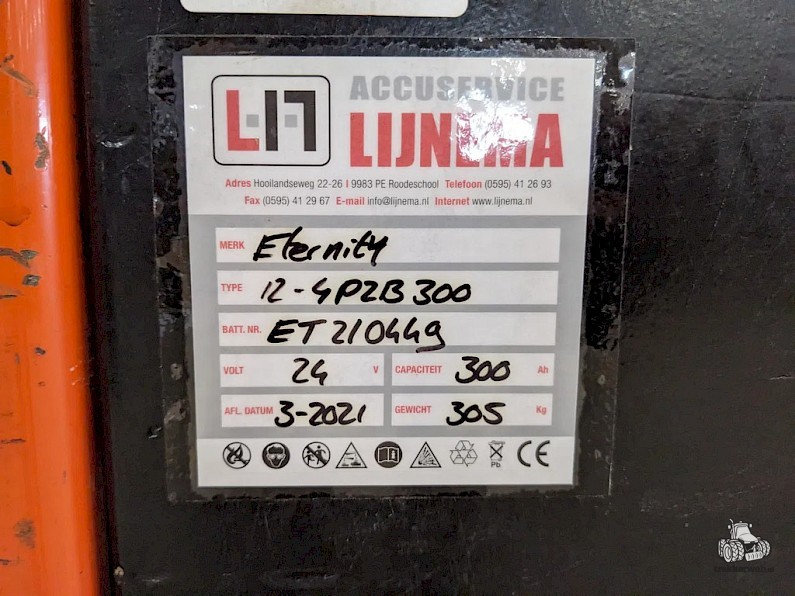 LIJ
ACCUSERVICE
LIJNEMA
Adres Hooilandseweg 22-26 I 9983 PE Roodeschool Telefoon (0595) 41 26 93
Fax (0595) 41 29 67 E-mail info@lijnema.nl Internet www.lijnema.nl
MERK Eternity
TYPE 12-4PZB300
BATT. NR. ET210449
VOLT 24 V CAPACITEIT 300 Ah
AFL. DATUM 3-2021 GEWICHT 305 Kg
Pb CE